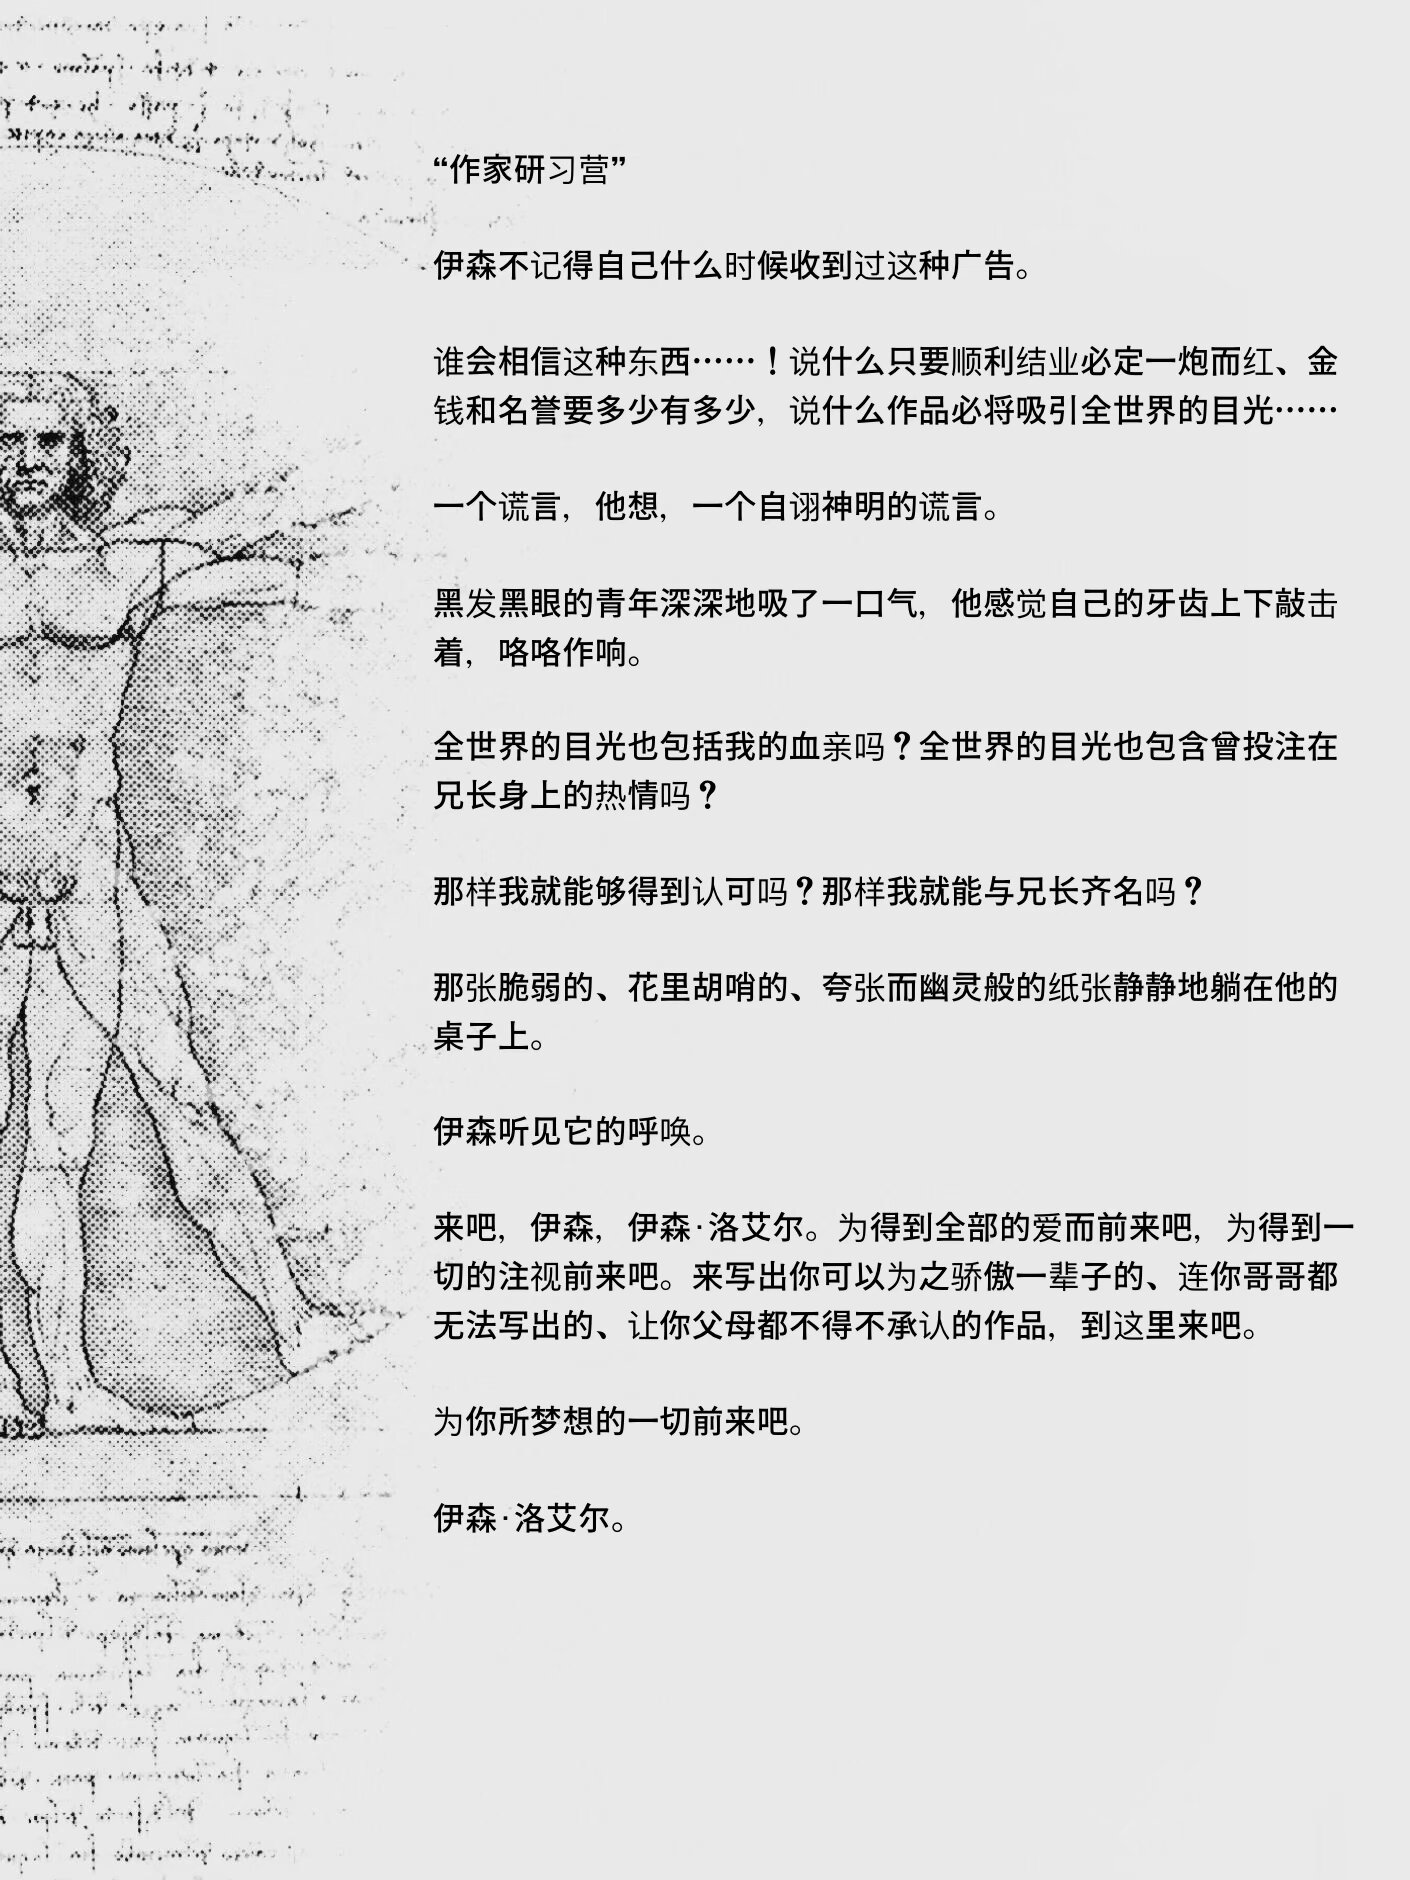 “作家研习营”
伊森不记得自己什么时候收到过这种广告。
谁会相信这种东西……！说什么只要顺利结业必定一炮而红、金
钱和名誉要多少有多少，说什么作品必将吸引全世界的目光……
一个谎言，他想，一个自诩神明的谎言。
黑发黑眼的青年深深地吸了一口气，他感觉自己的牙齿上下敲击
着，咯咯作响。
全世界的目光也包括我的血亲吗？全世界的目光也包含曾投注在
兄长身上的热情吗？
那样我就能够得到认可吗？那样我就能与兄长齐名吗？
那张脆弱的、花里胡哨的、夸张而幽灵般的纸张静静地躺在他的
桌子上。
伊森听见它的呼唤。
来吧，伊森，伊森·洛艾尔。为得到全部的爱而前来吧，为得到一
切的注视前来吧。来写出你可以为之骄傲一辈子的、连你哥哥都
无法写出的、让你父母都不得不承认的作品，到这里来吧。
为你所梦想的一切前来吧。
伊森·洛艾尔。